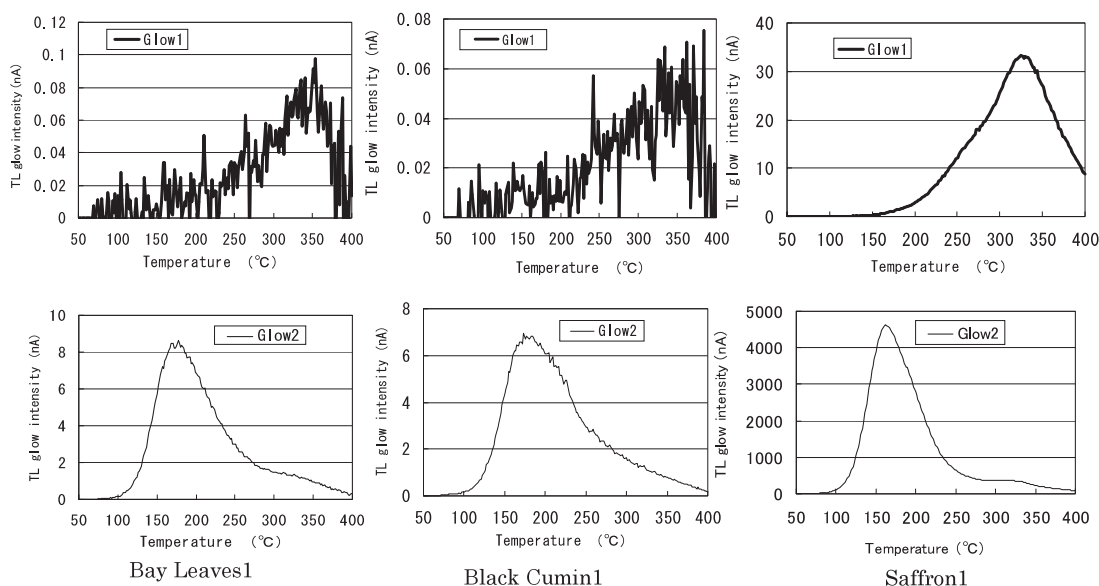 0.12
0.1
0.08
0.06
0.04
0.02
0
TL glow intensity (nA)
Glow1
50 100 150 200 250 300 350 400
Temperature (℃)
0.08
0.06
0.04
0.02
0
TL glow intensity (nA)
Glow1
50 100 150 200 250 300 350 400
Temperature (℃)
40
30
20
10
0
TL glow intensity (nA)
Glow1
50 100 150 200 250 300 350 400
Temperature (℃)
10
8
6
4
2
0
TL glow intensity (nA)
Glow2
50 100 150 200 250 300 350 400
Temperature (℃)
Bay Leaves1
8
6
4
2
0
TL glow intensity (nA)
Glow2
50 100 150 200 250 300 350 400
Temperature (℃)
Black Cumin1
5000
4000
3000
2000
1000
0
TL glow intensity (nA)
Glow2
50 100 150 200 250 300 350 400
Temperature (℃)
Saffron1